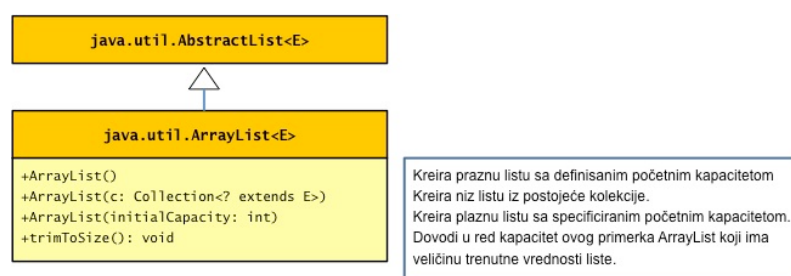 java.util.AbstractList<E>
java.util.ArrayList<E>
+ArrayList()
+ArrayList(c: Collection<? extends E>)
+ArrayList(initialCapacity: int)
+trimToSize(): void
Kreira praznu listu sa definisanim početnim kapacitetom
Kreira niz listu iz postojeće kolekcije.
Kreira plaznu listu sa specificiranim početnim kapacitetom.
Dovodi u red kapacitet ovog primerka ArrayList koji ima
veličinu trenutne vrednosti liste.